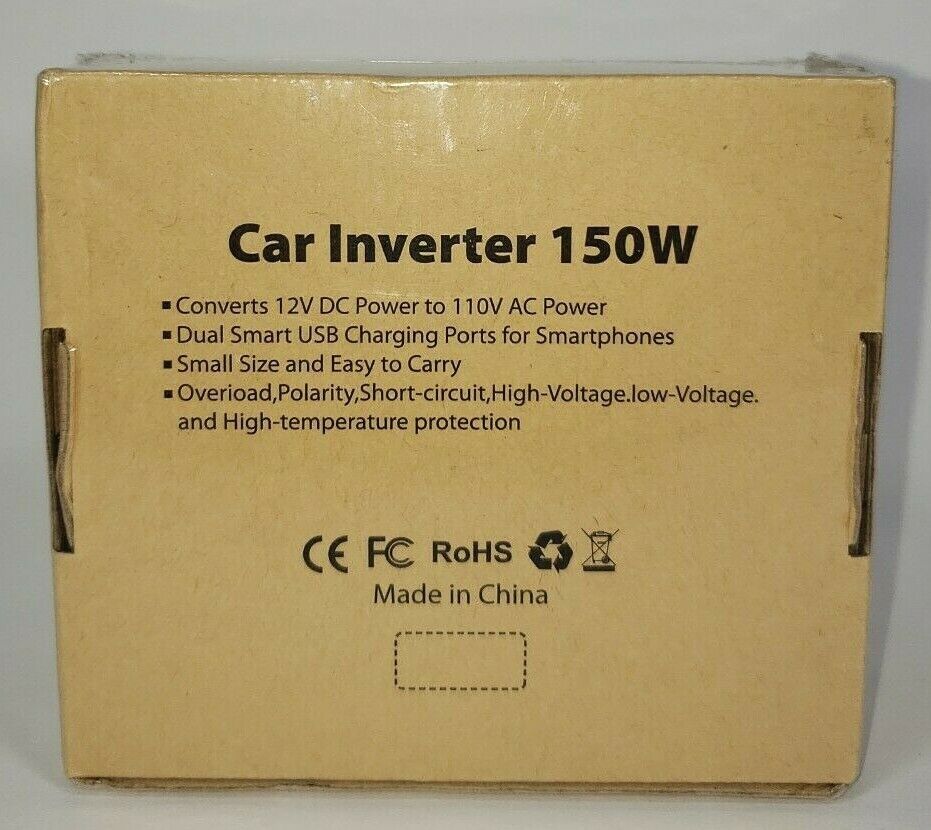 Car Inverter 150W
▪Converts 12V DC Power to 110V AC Power
▪Dual Smart USB Charging Ports for Smartphones
▪Small Size and Easy to Carry
▪Overioad,Polarity,Short-circuit,High-Voltage.low-Voltage.
and High-temperature protection
CE FC RoHS
Made in China